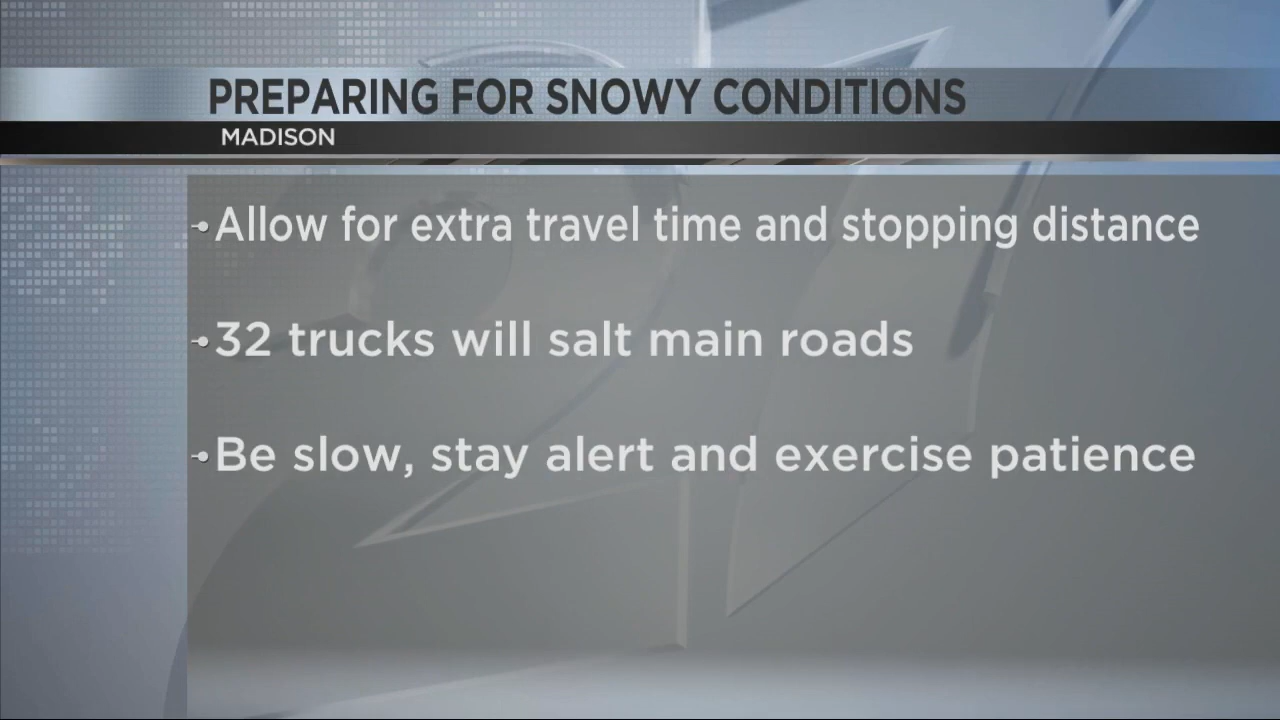 PREPARING FOR SNOWY CONDITIONS
MADISON
Allow for extra travel time and stopping distance
32 trucks will salt main roads
Be slow, stay alert and exercise patience